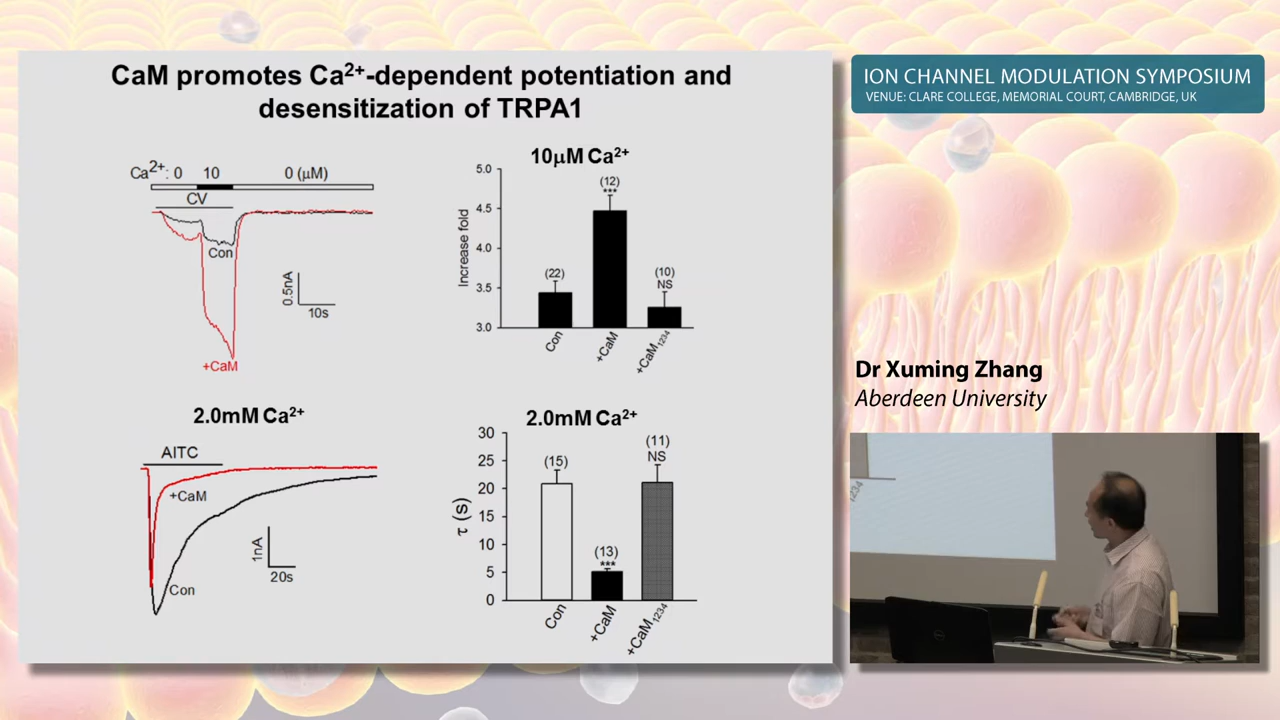 CaM promotes Ca²⁺-dependent potentiation and
desensitization of TRPA1
Ca²⁺: 0 10 0 (μM)
CV
Con
0.5nA
10s
+CaM
10μM Ca²⁺
Increase fold
5.0
4.5
4.0
3.5
3.0
(22)
(12)
***
(10)
NS
Con
+CaM
+CaM₁₂₃₄
2.0mM Ca²⁺
AITC
+CaM
Con
1nA
20s
2.0mM Ca²⁺
τ (s)
30
25
20
15
10
5
0
(15)
(13)
***
(11)
NS
Con
+CaM
+CaM₁₂₃₄
ION CHANNEL MODULATION SYMPOSIUM
VENUE: CLARE COLLEGE, MEMORIAL COURT, CAMBRIDGE, UK
Dr Xuming Zhang
Aberdeen University
1234